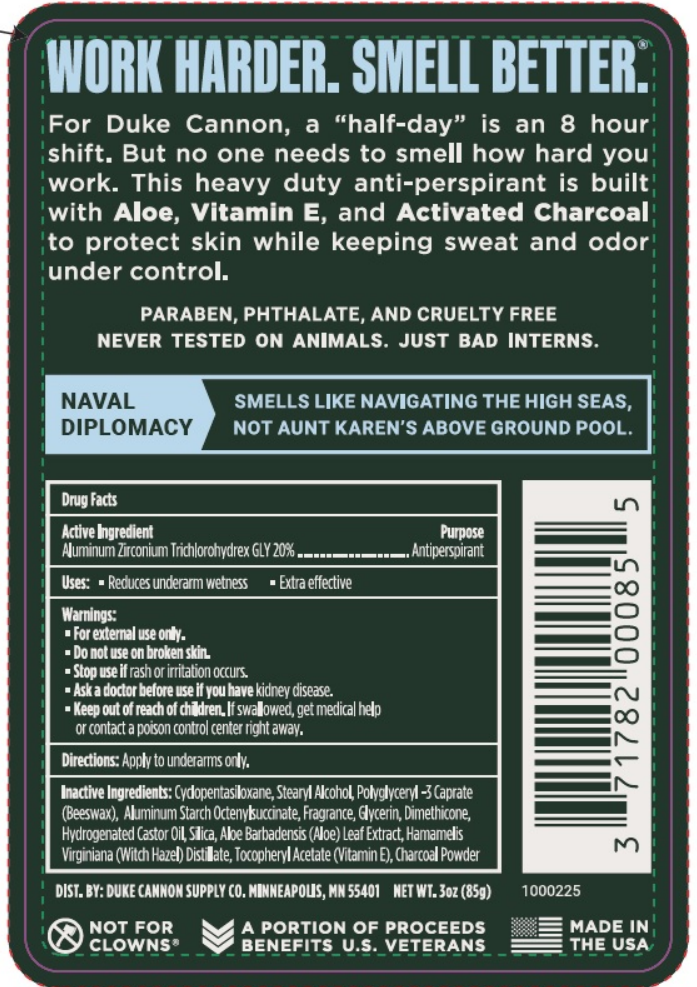 WORK HARDER. SMELL BETTER.®
For Duke Cannon, a “half-day” is an 8 hour
shift. But no one needs to smell how hard you
work. This heavy duty anti-perspirant is built
with Aloe, Vitamin E, and Activated Charcoal
to protect skin while keeping sweat and odor
under control.
PARABEN, PHTHALATE, AND CRUELTY FREE
NEVER TESTED ON ANIMALS. JUST BAD INTERNS.
NAVAL
DIPLOMACY
SMELLS LIKE NAVIGATING THE HIGH SEAS,
NOT AUNT KAREN’S ABOVE GROUND POOL.
Drug Facts
Active Ingredient Purpose
Aluminum Zirconium Trichlorohydrex GLY 20% ........................ Antiperspirant
Uses: ▪ Reduces underarm wetness ▪ Extra effective
Warnings:
▪ For external use only.
▪ Do not use on broken skin.
▪ Stop use if rash or irritation occurs.
▪ Ask a doctor before use if you have kidney disease.
▪ Keep out of reach of children. If swallowed, get medical help
or contact a poison control center right away.
Directions: Apply to underarms only.
Inactive Ingredients: Cyclopentasiloxane, Stearyl Alcohol, Polyglyceryl -3 Caprate
(Beeswax), Aluminum Starch Octenylsuccinate, Fragrance, Glycerin, Dimethicone,
Hydrogenated Castor Oil, Silica, Aloe Barbadensis (Aloe) Leaf Extract, Hamamelis
Virginiana (Witch Hazel) Distillate, Tocopheryl Acetate (Vitamin E), Charcoal Powder
3 71782 00085 5
DIST. BY: DUKE CANNON SUPPLY CO. MINNEAPOLIS, MN 55401 NET WT. 3oz (85g)
1000225
NOT FOR
CLOWNS®
A PORTION OF PROCEEDS
BENEFITS U.S. VETERANS
MADE IN
THE USA